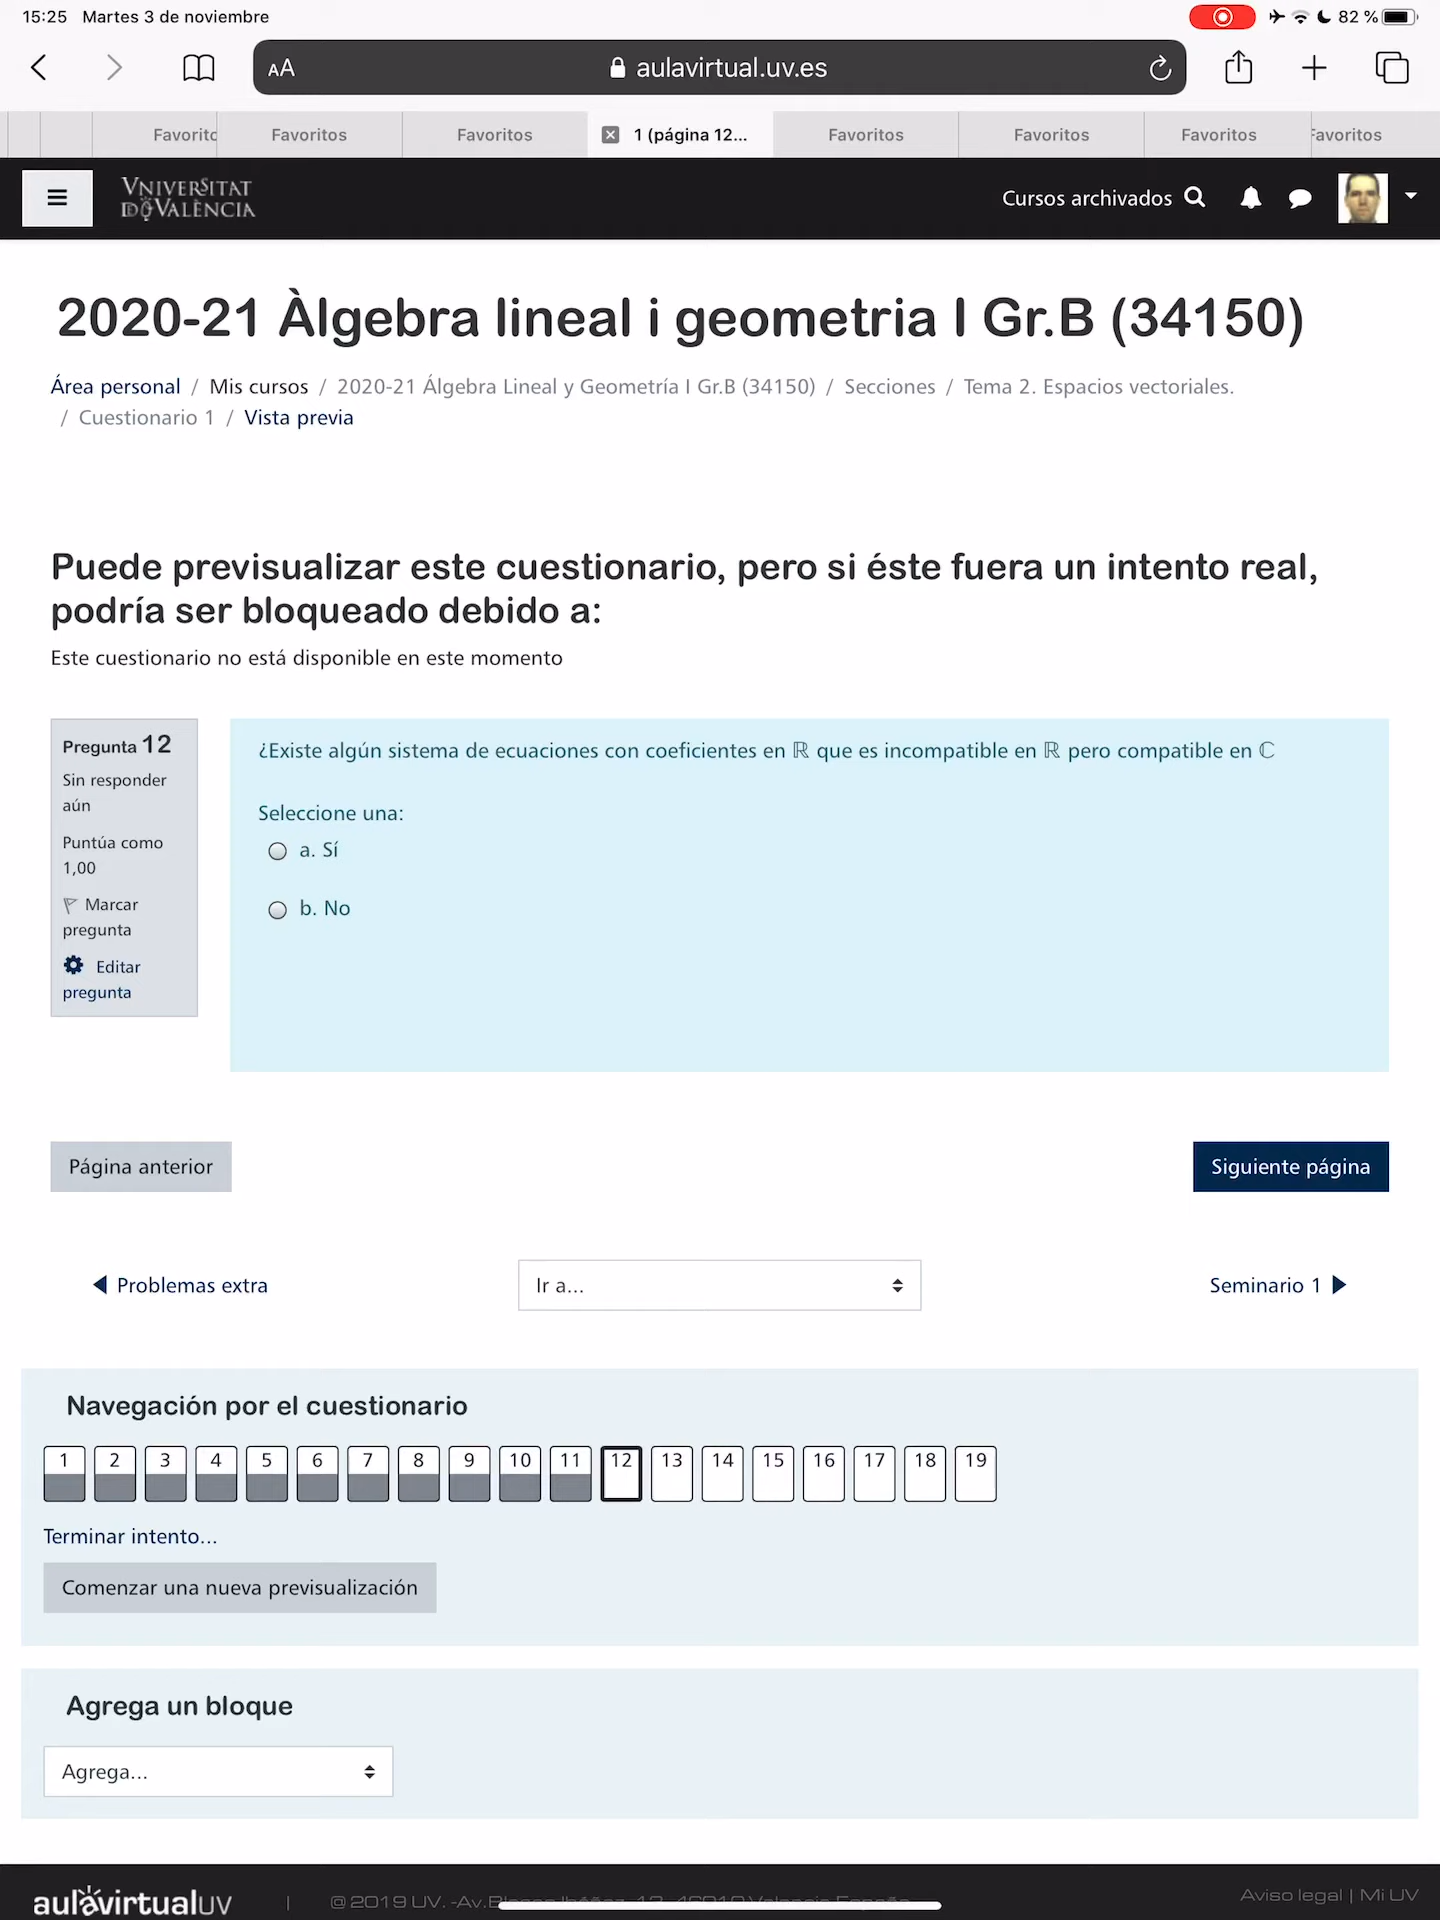 15:25 Martes 3 de noviembre
82 %
AA aulavirtual.uv.es
Favorito Favoritos Favoritos 1 (página 12... Favoritos Favoritos Favoritos avoritos
VNIVERSITAT
DE VALÈNCIA
Cursos archivados
2020-21 Àlgebra lineal i geometria I Gr.B (34150)
Área personal / Mis cursos / 2020-21 Álgebra Lineal y Geometría I Gr.B (34150) / Secciones / Tema 2. Espacios vectoriales.
/ Cuestionario 1 / Vista previa
Puede previsualizar este cuestionario, pero si éste fuera un intento real,
podría ser bloqueado debido a:
Este cuestionario no está disponible en este momento
Pregunta 12
Sin responder
aún
Puntúa como
1,00
Marcar
pregunta
Editar
pregunta
¿Existe algún sistema de ecuaciones con coeficientes en ℝ que es incompatible en ℝ pero compatible en ℂ
Seleccione una:
a. Sí
b. No
Página anterior
Siguiente página
Problemas extra
Ir a...
Seminario 1
Navegación por el cuestionario
1 2 3 4 5 6 7 8 9 10 11 12 13 14 15 16 17 18 19
Terminar intento...
Comenzar una nueva previsualización
Agrega un bloque
Agrega...
aulavirtualUV | @ 2019 UV. -Av.
Aviso legal | Mi UV